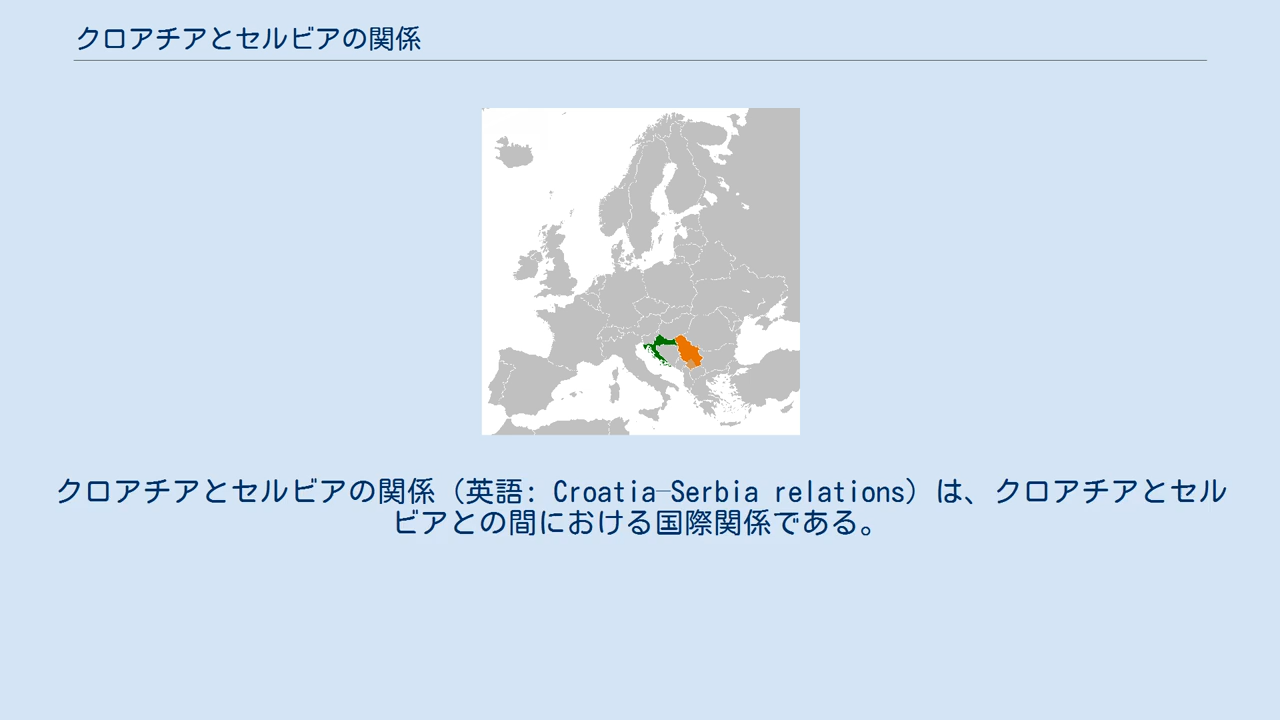 クロアチアとセルビアの関係
クロアチアとセルビアの関係（英語: Croatia–Serbia relations）は、クロアチアとセル
ビアとの間における国際関係である。